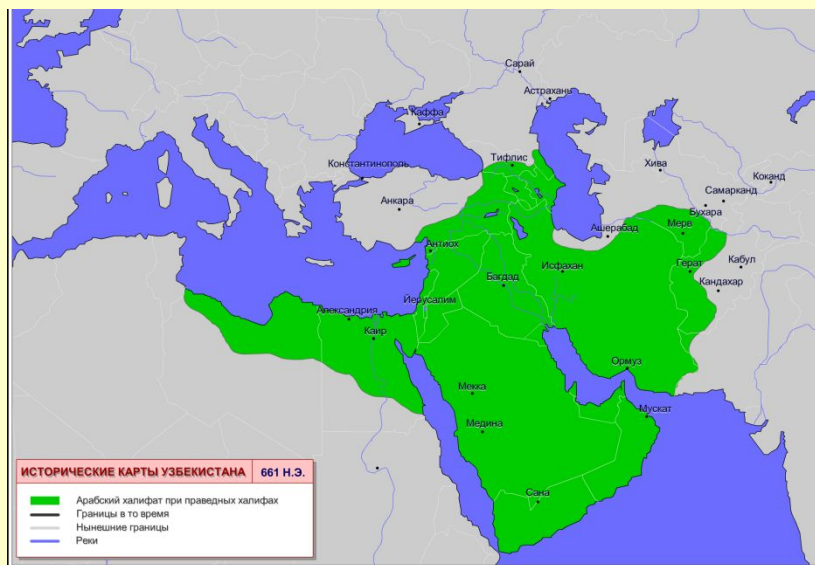 Сарай
Астрахань
Каффа
Тифлис
Константинополь
Анкара
Хива
Коканд
Самарканд
Бухара
Ашерабад
Мерв
Антиох
Багдад
Исфахан
Герат
Кабул
Кандахар
Йерусалим
Александрия
Каир
Ормуз
Мекка
Мускат
Медина
Сана
ИСТОРИЧЕСКИЕ КАРТЫ УЗБЕКИСТАНА 661 Н.Э.
Арабский халифат при праведных халифах
Границы в то время
Нынешние границы
Реки